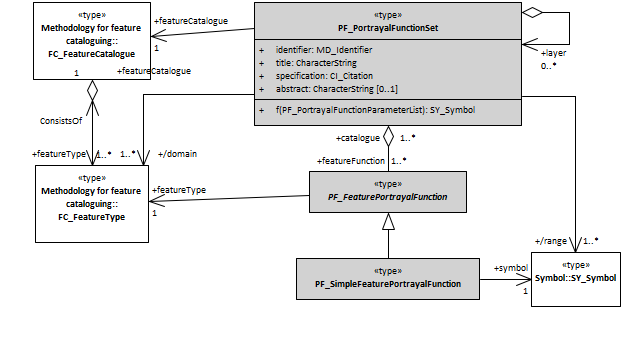 «type»
Methodology for feature
cataloguing::
FC_FeatureCatalogue
+featureCatalogue
1
«type»
PF_PortrayalFunctionSet
+ identifier: MD_Identifier
+ title: CharacterString
+ specification: CI_Citation
+ abstract: CharacterString [0..1]
+ f(PF_PortrayalFunctionParameterList): SY_Symbol
+layer
0..*
1
+featureCatalogue
ConsistsOf
+featureType
1..*
1..*
+/domain
+catalogue
1..*
+featureFunction
1..*
«type»
Methodology for feature
cataloguing::
FC_FeatureType
+featureType
1
«type»
PF_FeaturePortrayalFunction
+/range
1..*
«type»
PF_SimpleFeaturePortrayalFunction
+symbol
1
«type»
Symbol::SY_Symbol